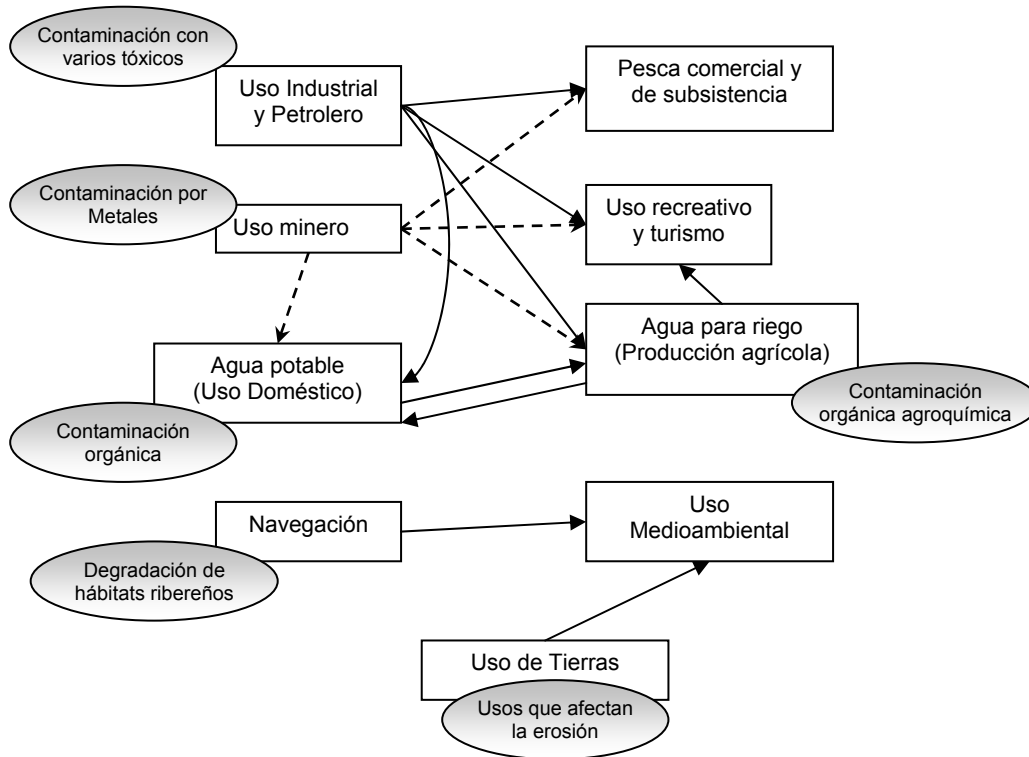 Contaminación con
varios tóxicos
Uso Industrial
y Petrolero
Pesca comercial y
de subsistencia
Contaminación por
Metales
Uso minero
Uso recreativo
y turismo
Agua potable
(Uso Doméstico)
Agua para riego
(Producción agrícola)
Contaminación
orgánica
Contaminación
orgánica agroquímica
Navegación
Uso
Medioambiental
Degradación de
hábitats ribereños
Uso de Tierras
Usos que afectan
la erosión